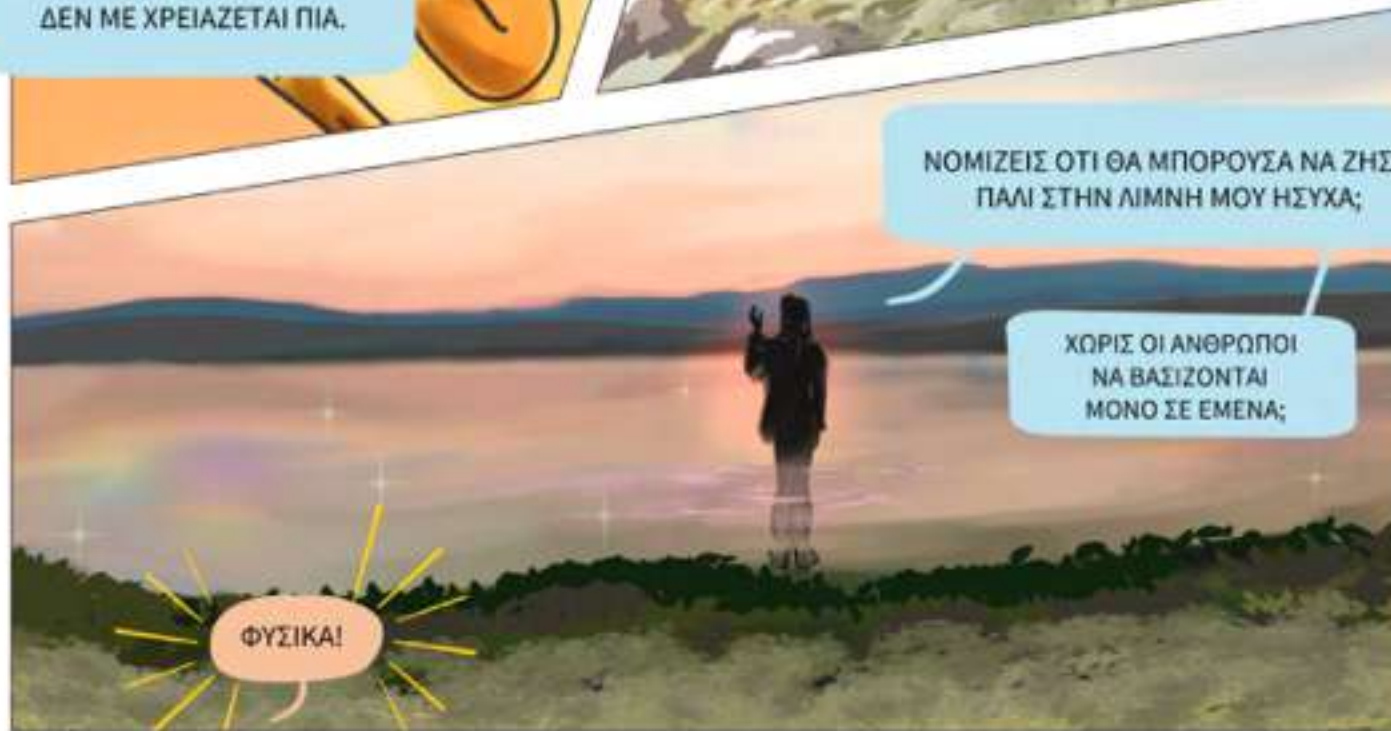 ΔΕΝ ΜΕ ΧΡΕΙΑΖΕΤΑΙ ΠΙΑ.
ΝΟΜΙΖΕΙΣ ΟΤΙ ΘΑ ΜΠΟΡΟΥΣΑ ΝΑ ΖΗΣ
ΠΑΛΙ ΣΤΗΝ ΛΙΜΝΗ ΜΟΥ ΗΣΥΧΑ;
ΧΩΡΙΣ ΟΙ ΑΝΘΡΩΠΟΙ
ΝΑ ΒΑΣΙΖΟΝΤΑΙ
ΜΟΝΟ ΣΕ ΕΜΕΝΑ;
ΦΥΣΙΚΑ!